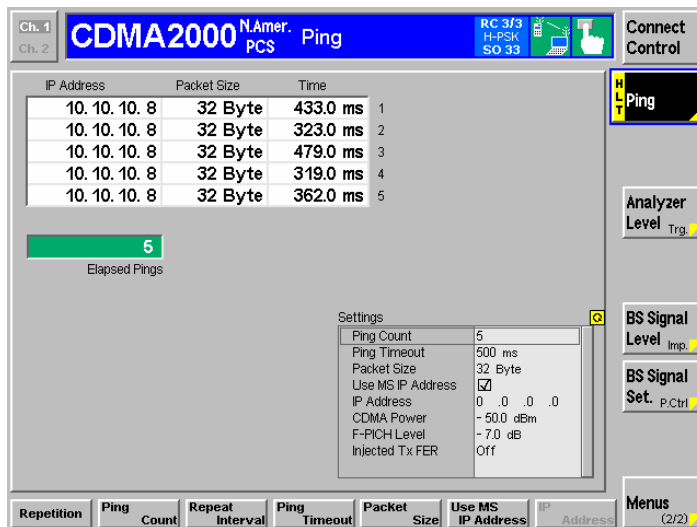 Ch. 1
Ch. 2
CDMA2000 N.Amer. PCS Ping
RC 3/3
H-PSK
SO 33
Connect Control
HLT
Ping
Analyzer Level Trg.
BS Signal Level Imp.
BS Signal Set. P.Ctrl
Menus (2/2)
IP Address Packet Size Time
10. 10. 10. 8 32 Byte 433.0 ms 1
10. 10. 10. 8 32 Byte 323.0 ms 2
10. 10. 10. 8 32 Byte 479.0 ms 3
10. 10. 10. 8 32 Byte 319.0 ms 4
10. 10. 10. 8 32 Byte 362.0 ms 5
5
Elapsed Pings
Settings
Ping Count 5
Ping Timeout 500 ms
Packet Size 32 Byte
Use MS IP Address
IP Address 0 .0 .0 .0
CDMA Power - 50.0 dBm
F-PICH Level - 7.0 dB
Injected Tx FER Off
Repetition
Ping Count
Repeat Interval
Ping Timeout
Packet Size
Use MS IP Address
IP Address